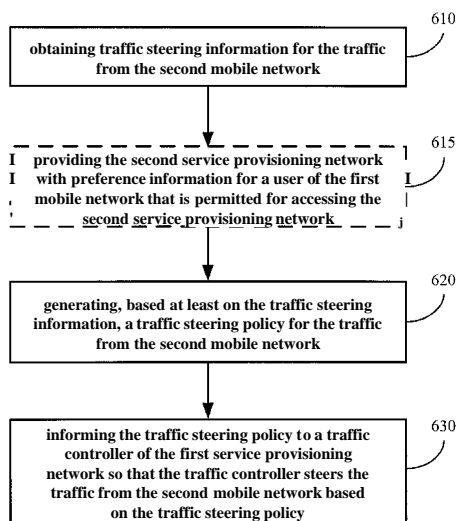 610
obtaining traffic steering information for the traffic
from the second mobile network
615
I providing the second service provisioning network
I with preference information for a user of the first I
mobile network that is permitted for accessing the
' second service provisioning network j
620
generating, based at least on the traffic steering
information, a traffic steering policy for the traffic
from the second mobile network
630
informing the traffic steering policy to a traffic
controller of the first service provisioning
network so that the traffic controller steers the
traffic from the second mobile network based
on the traffic steering policy